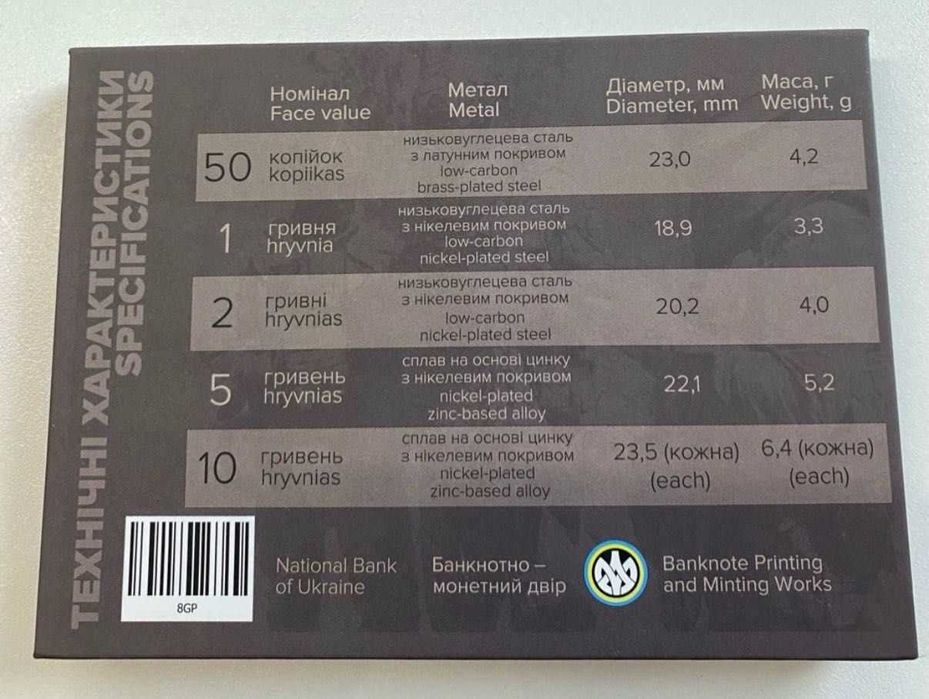 ТЕХНІЧНІ ХАРАКТЕРИСТИКИ
SPECIFICATIONS
Номінал
Face value
Метал
Metal
Діаметр, мм
Diameter, mm
Маса, г
Weight, g
50
копійок
kopiikas
низьковуглецева сталь
з латунним покривом
low-carbon
brass-plated steel
23,0
4,2
1
гривня
hryvnia
низьковуглецева сталь
з нікелевим покривом
low-carbon
nickel-plated steel
18,9
3,3
2
гривні
hryvnias
низьковуглецева сталь
з нікелевим покривом
low-carbon
nickel-plated steel
20,2
4,0
5
гривень
hryvnias
сплав на основі цинку
з нікелевим покривом
nickel-plated
zinc-based alloy
22,1
5,2
10
гривень
hryvnias
сплав на основі цинку
з нікелевим покривом
nickel-plated
zinc-based alloy
23,5 (кожна)
(each)
6,4 (кожна)
(each)
8GP
National Bank
of Ukraine
Банкнотно –
монетний двір
Banknote Printing
and Minting Works